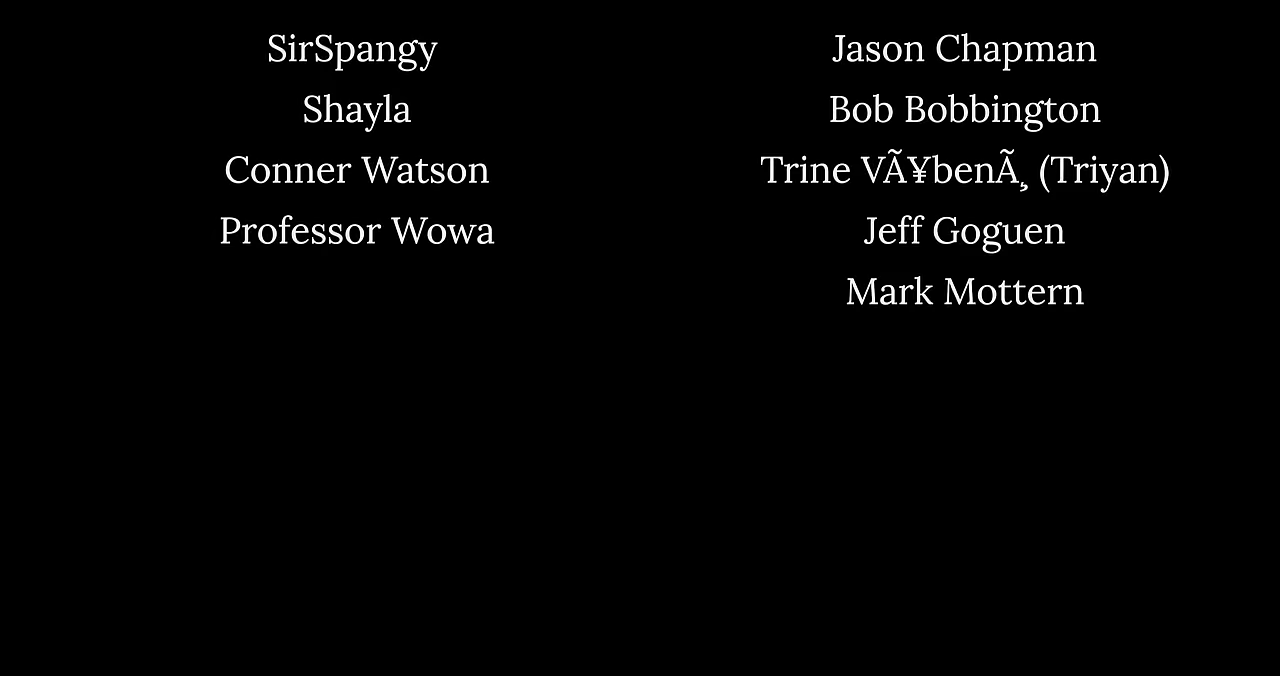 SirSpangy
Shayla
Conner Watson
Professor Wowa
Jason Chapman
Bob Bobbington
Trine VÃ¥benÃ¸ (Triyan)
Jeff Goguen
Mark Mottern